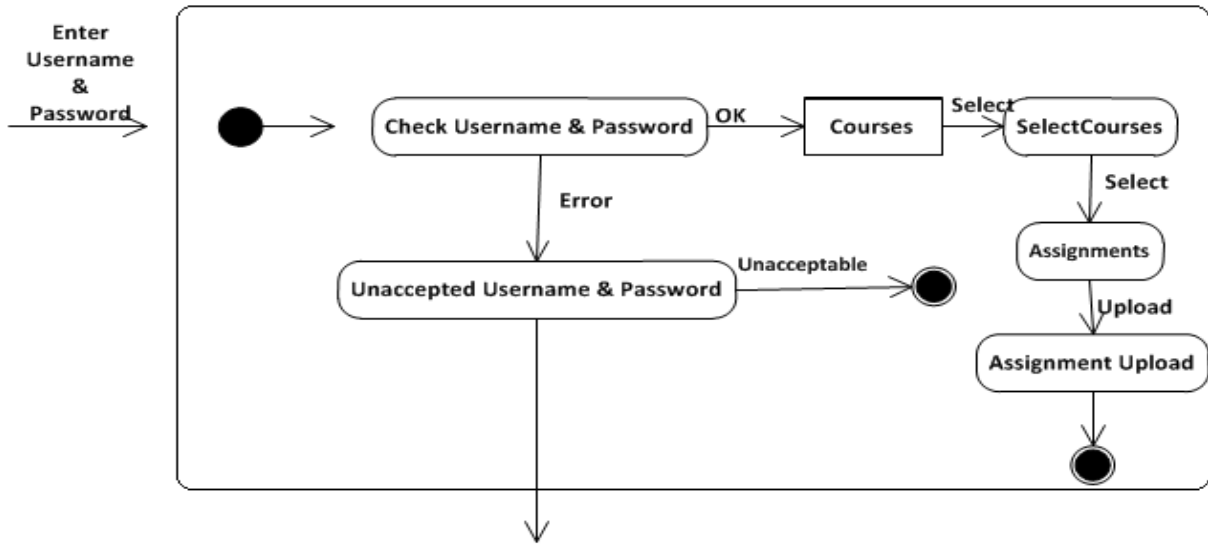 Enter
Username
&
Password
Check Username & Password
OK
Courses
Select
SelectCourses
Error
Select
Unaccepted Username & Password
Unacceptable
Assignments
Upload
Assignment Upload